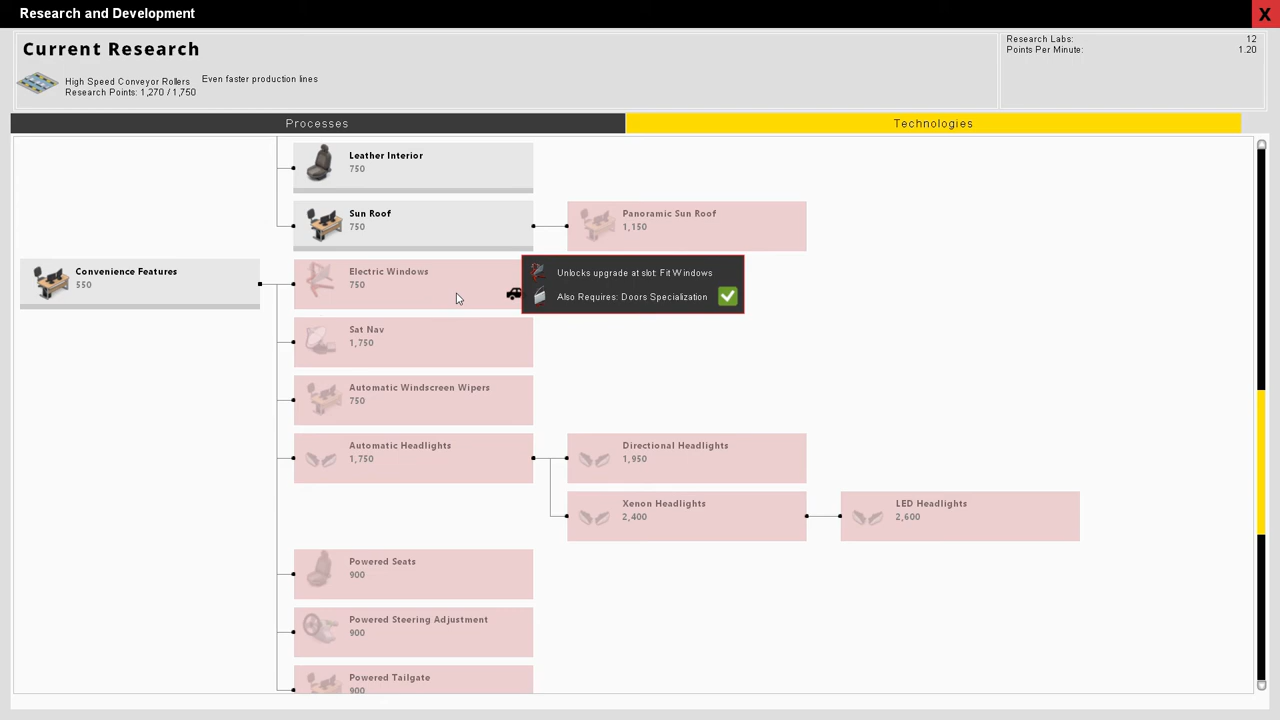 Research and Development
X
Current Research
High Speed Conveyor Rollers
Even faster production lines
Research Points: 1,270 / 1,750
Research Labs: 12
Points Per Minute: 1.20
Processes
Technologies
Leather Interior
750
Sun Roof
750
Panoramic Sun Roof
1,150
Convenience Features
550
Electric Windows
750
Unlocks upgrade at slot: Fit Windows
Also Requires: Doors Specialization
Sat Nav
1,750
Automatic Windscreen Wipers
750
Automatic Headlights
1,750
Directional Headlights
1,950
Xenon Headlights
2,400
LED Headlights
2,600
Powered Seats
900
Powered Steering Adjustment
900
Powered Tailgate
900